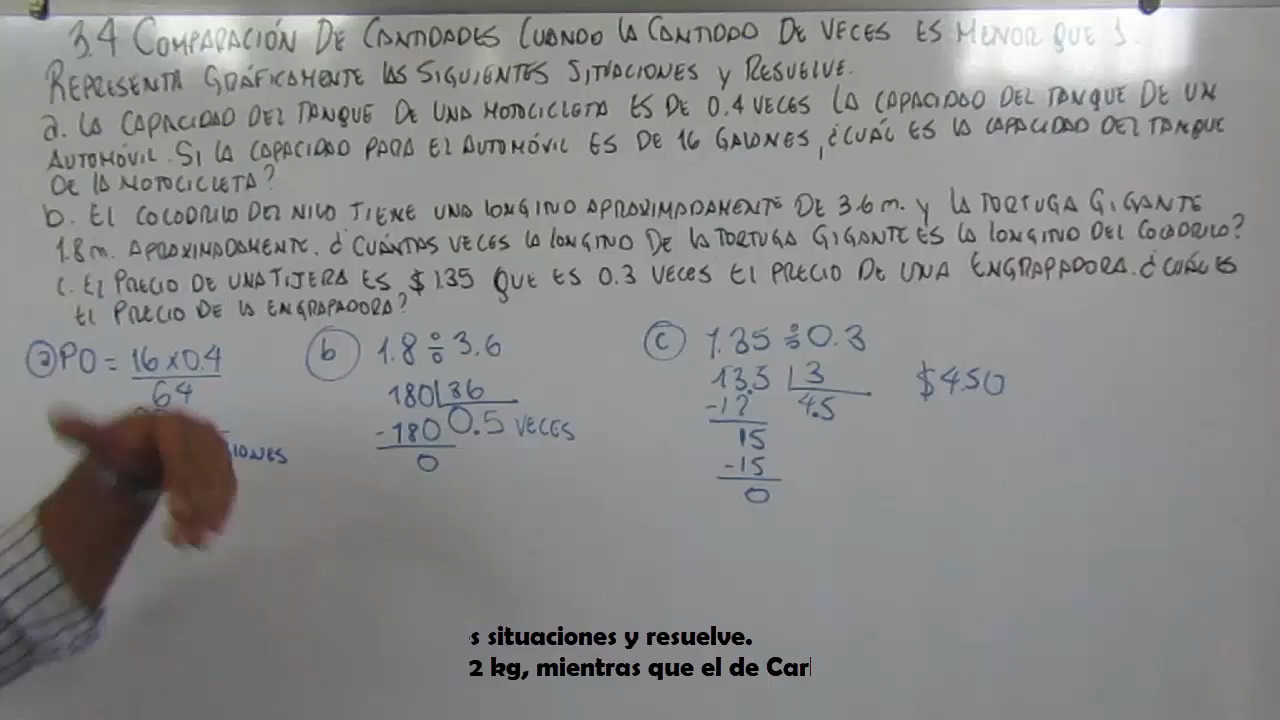 3.4 COMPARACIÓN DE CANTIDADES CUANDO LA CANTIDAD DE VECES ES MENOR QUE 1.
REPRESENTA GRÁFICAMENTE LAS SIGUIENTES SITUACIONES Y RESUELVE.
a. LA CAPACIDAD DEL TANQUE DE UNA MOTOCICLETA ES DE 0.4 VECES LA CAPACIDAD DEL TANQUE DE UN
AUTOMÓVIL. SI LA CAPACIDAD PARA EL AUTOMÓVIL ES DE 16 GALONES, ¿CUÁL ES LA CAPACIDAD DEL TANQUE
DE LA MOTOCICLETA?
b. EL COCODRILO DEL NILO TIENE UNA LONGITUD APROXIMADAMENTE DE 3.6 m. Y LA TORTUGA GIGANTE
1.8 m. APROXIMADAMENTE. ¿CUÁNTAS VECES LA LONGITUD DE LA TORTUGA GIGANTE ES LA LONGITUD DEL COCODRILO?
c. EL PRECIO DE UNA TIJERA ES $ 1.35 QUE ES 0.3 VECES EL PRECIO DE UNA ENGRAPADORA. ¿CUÁL ES
EL PRECIO DE LA ENGRAPADORA?
a PO = 16 x 0.4
64
IONES
b 1.8 ÷ 3.6
180 36
-180 0.5 VECES
0
c 1.35 ÷ 0.3
13.5 3
-12 4.5
15
-15
0
$4.50
s situaciones y resuelve.
2 kg, mientras que el de Carl